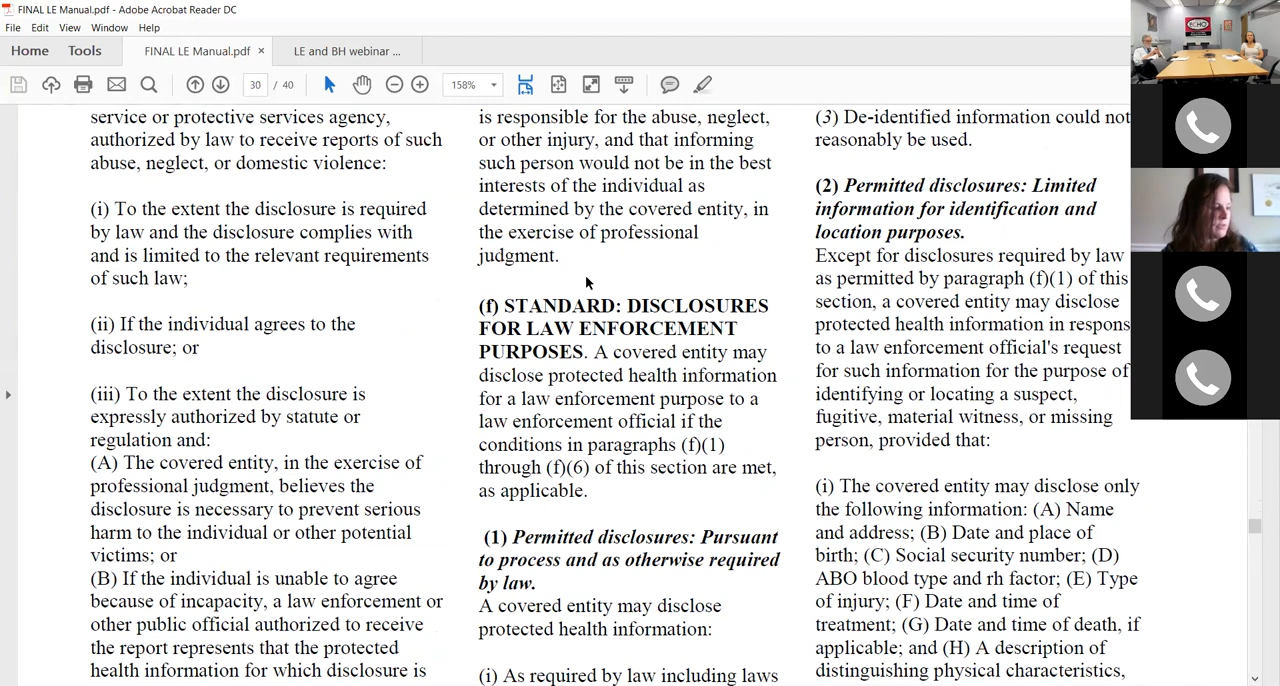 FINAL LE Manual.pdf - Adobe Acrobat Reader DC
File Edit View Window Help
Home Tools FINAL LE Manual.pdf × LE and BH webinar ...
30 / 40 158%
service or protective services agency,
authorized by law to receive reports of such
abuse, neglect, or domestic violence:
(i) To the extent the disclosure is required
by law and the disclosure complies with
and is limited to the relevant requirements
of such law;
(ii) If the individual agrees to the
disclosure; or
(iii) To the extent the disclosure is
expressly authorized by statute or
regulation and:
(A) The covered entity, in the exercise of
professional judgment, believes the
disclosure is necessary to prevent serious
harm to the individual or other potential
victims; or
(B) If the individual is unable to agree
because of incapacity, a law enforcement or
other public official authorized to receive
the report represents that the protected
health information for which disclosure is
is responsible for the abuse, neglect,
or other injury, and that informing
such person would not be in the best
interests of the individual as
determined by the covered entity, in
the exercise of professional
judgment.
(f) STANDARD: DISCLOSURES
FOR LAW ENFORCEMENT
PURPOSES. A covered entity may
disclose protected health information
for a law enforcement purpose to a
law enforcement official if the
conditions in paragraphs (f)(1)
through (f)(6) of this section are met,
as applicable.
(1) Permitted disclosures: Pursuant
to process and as otherwise required
by law.
A covered entity may disclose
protected health information:
(i) As required by law including laws
(3) De-identified information could not
reasonably be used.
(2) Permitted disclosures: Limited
information for identification and
location purposes.
Except for disclosures required by law
as permitted by paragraph (f)(1) of this
section, a covered entity may disclose
protected health information in respons
to a law enforcement official's request
for such information for the purpose of
identifying or locating a suspect,
fugitive, material witness, or missing
person, provided that:
(i) The covered entity may disclose only
the following information: (A) Name
and address; (B) Date and place of
birth; (C) Social security number; (D)
ABO blood type and rh factor; (E) Type
of injury; (F) Date and time of
treatment; (G) Date and time of death, if
applicable; and (H) A description of
distinguishing physical characteristics,
ECHO